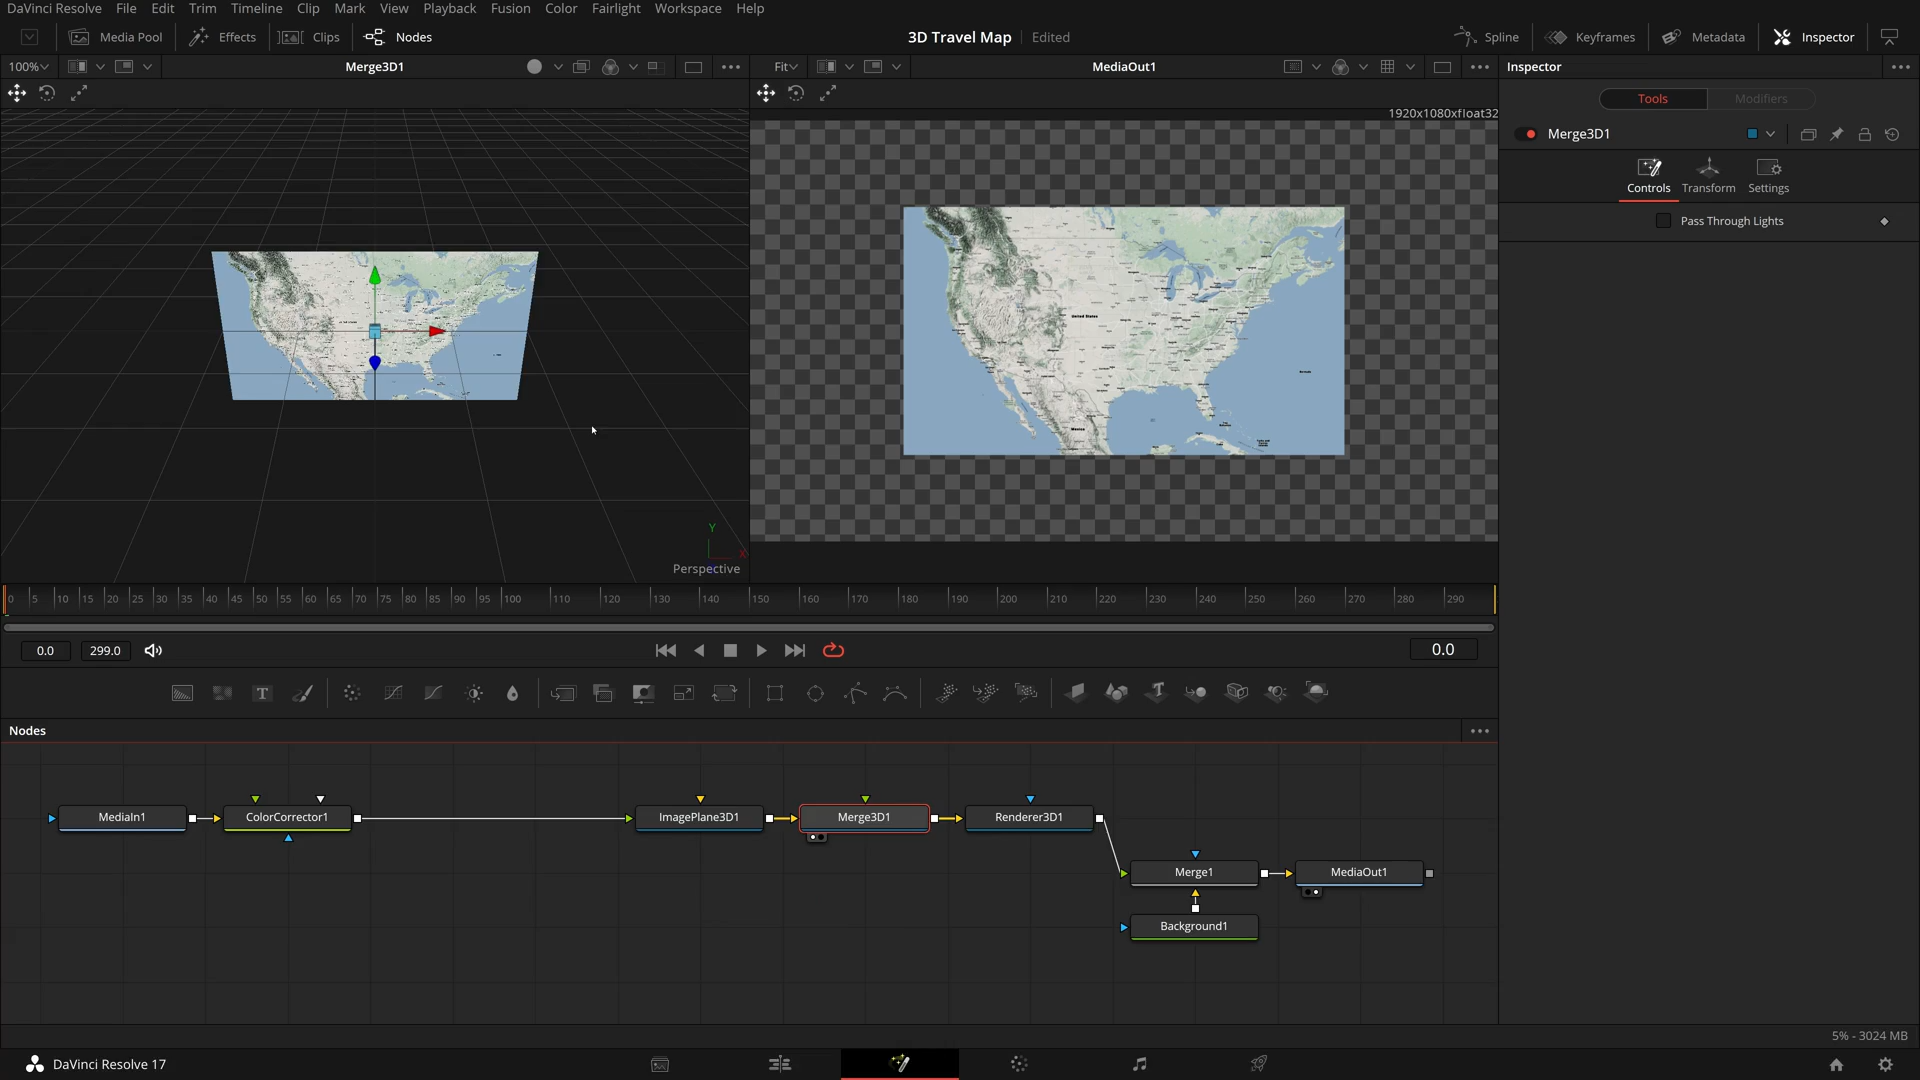 DaVinci Resolve File Edit Trim Timeline Clip Mark View Playback Fusion Color Fairlight Workspace Help
Media Pool Effects Clips Nodes
3D Travel Map Edited
Spline Keyframes Metadata Inspector
100% Merge3D1
Fit MediaOut1
Inspector
Tools Modifiers
1920x1080xfloat32
Merge3D1
Controls Transform Settings
Pass Through Lights
United States
Mexico
Y
X
Perspective
0 5 10 15 20 25 30 35 40 45 50 55 60 65 70 75 80 85 90 95 100 110 120 130 140 150 160 170 180 190 200 210 220 230 240 250 260 270 280 290
0.0 299.0 0.0
T
Nodes
MediaIn1 ColorCorrector1 ImagePlane3D1 Merge3D1 Renderer3D1
Merge1 MediaOut1
Background1
5% - 3024 MB
DaVinci Resolve 17